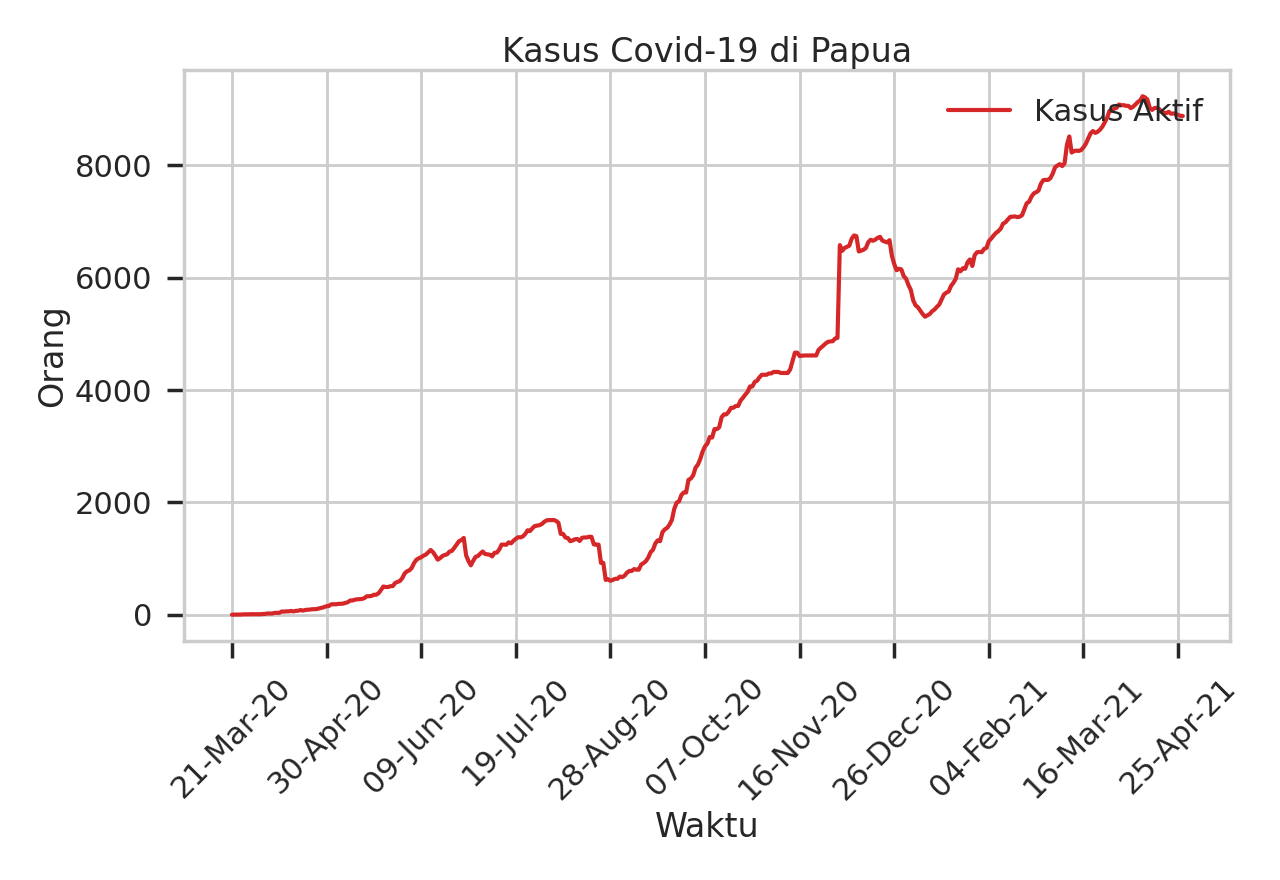 Kasus Covid-19 di Papua
Kasus Aktif
Orang
8000
6000
4000
2000
0
21-Mar-20
30-Apr-20
09-Jun-20
19-Jul-20
28-Aug-20
07-Oct-20
16-Nov-20
26-Dec-20
04-Feb-21
16-Mar-21
25-Apr-21
Waktu